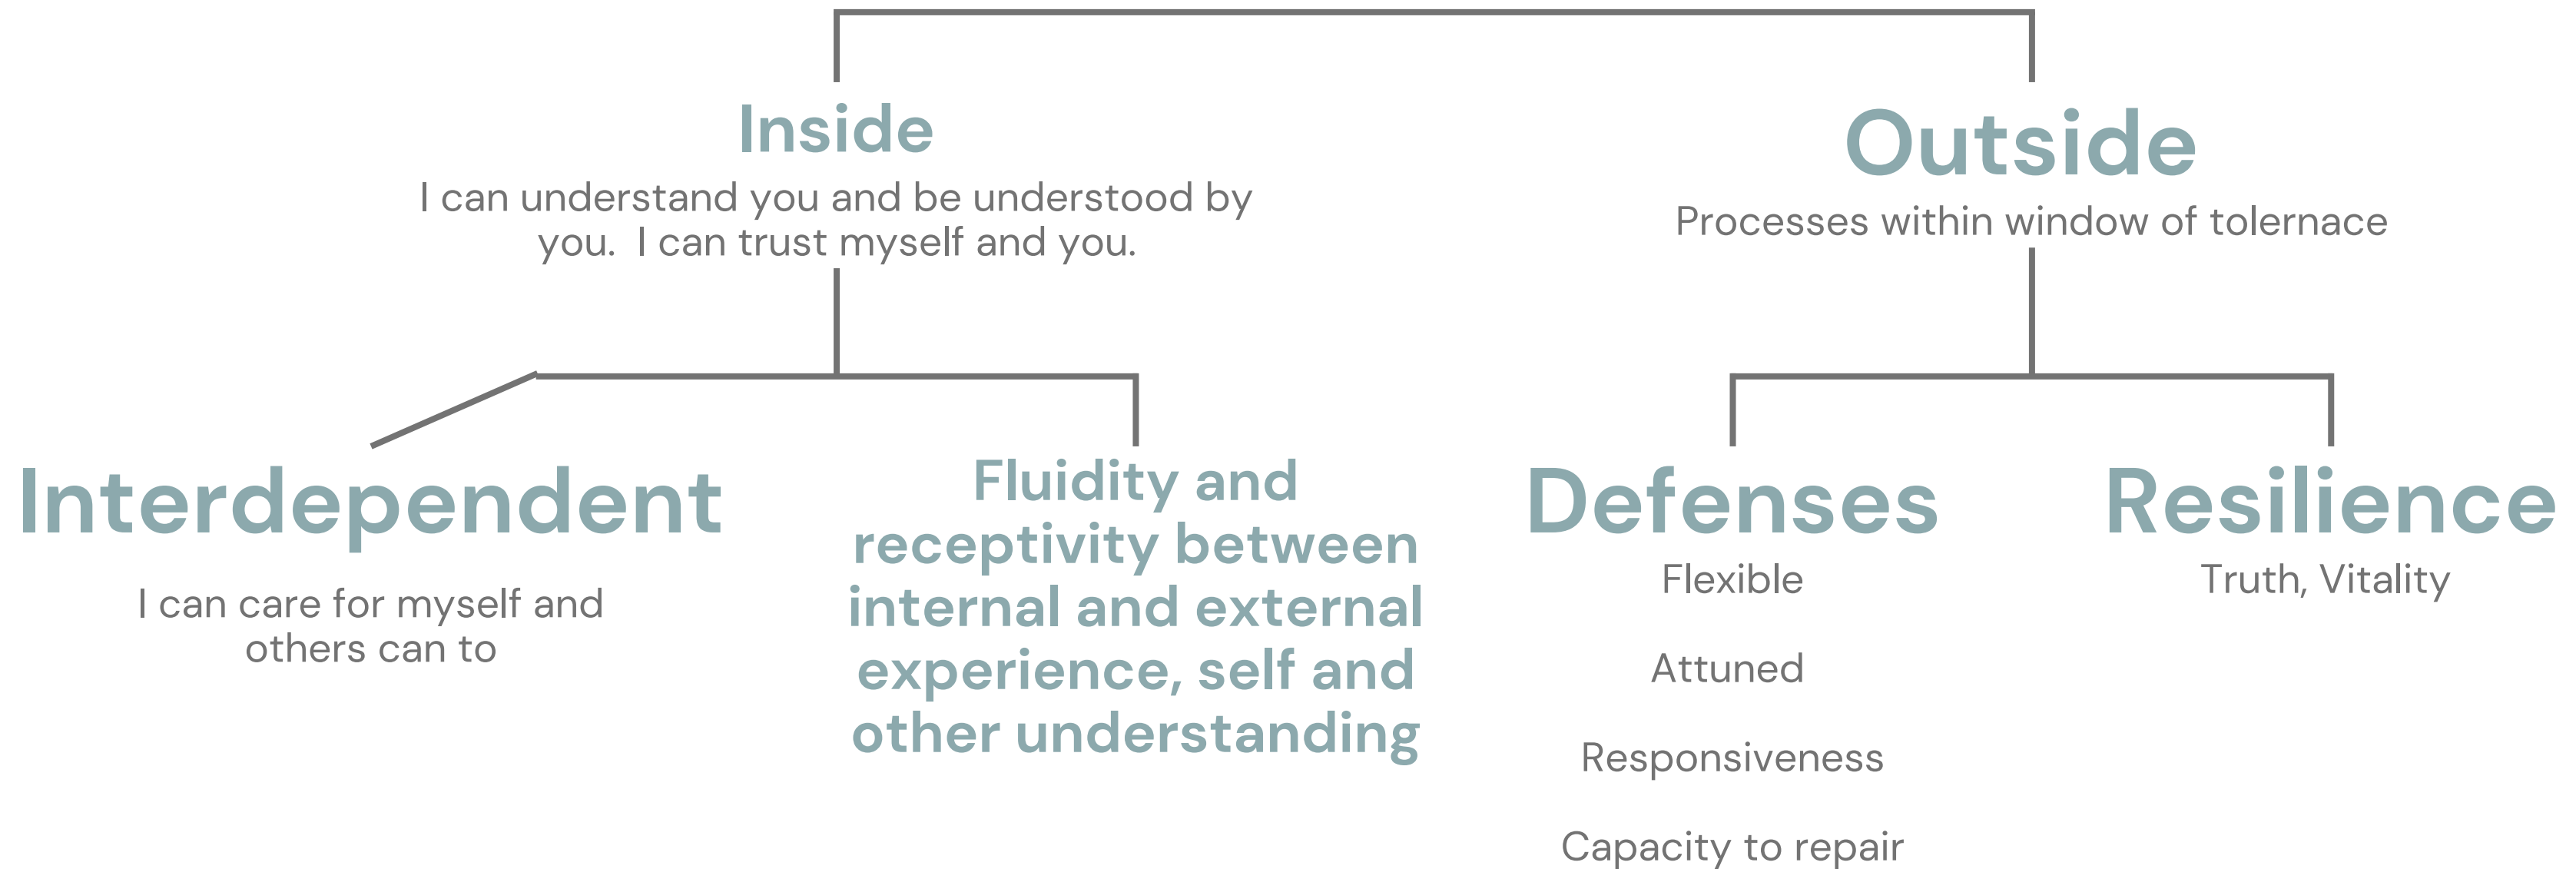 Inside
I can understand you and be understood by
you.  I can trust myself and you.
Outside
Processes within window of tolernace
Interdependent
I can care for myself and
others can to
Fluidity and
receptivity between
internal and external
experience, self and
other understanding
Defenses
Flexible
Attuned
Responsiveness
Capacity to repair
Resilience
Truth, Vitality